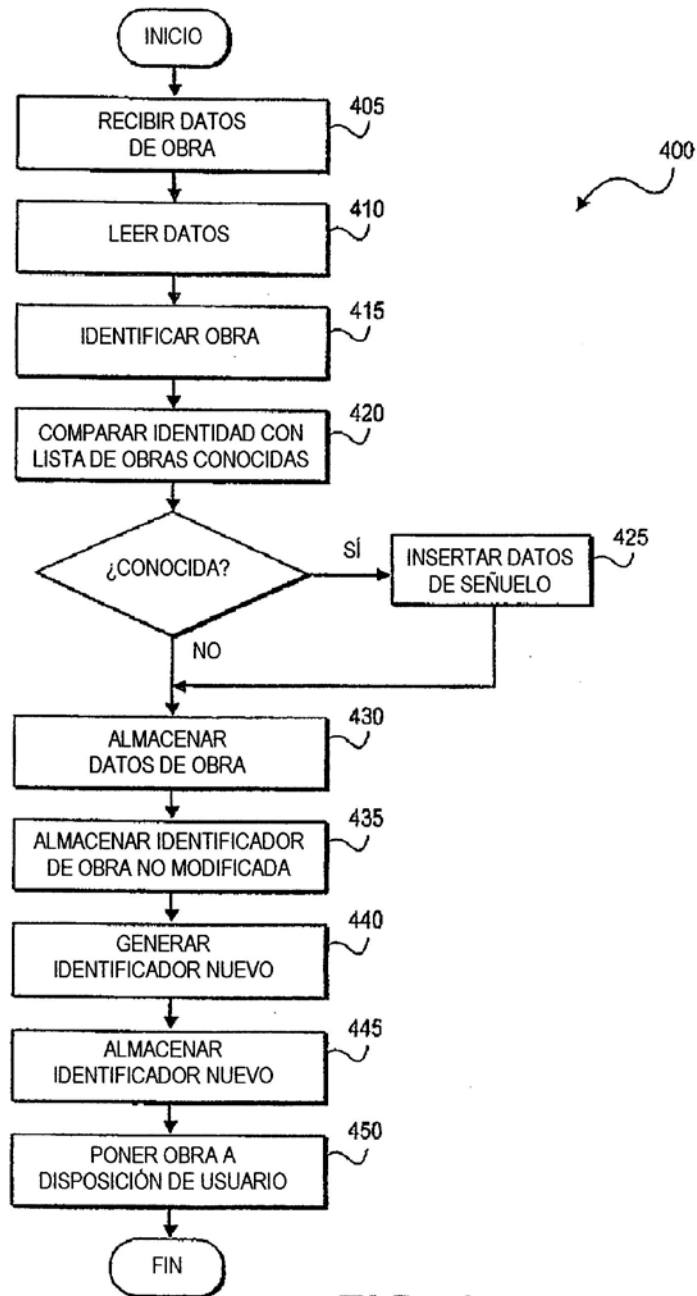 INICIO
405
RECIBIR DATOS
DE OBRA
400
410
LEER DATOS
415
IDENTIFICAR OBRA
420
COMPARAR IDENTIDAD CON
LISTA DE OBRAS CONOCIDAS
¿CONOCIDA?
SÍ
425
INSERTAR DATOS
DE SEÑUELO
NO
430
ALMACENAR
DATOS DE OBRA
435
ALMACENAR IDENTIFICADOR
DE OBRA NO MODIFICADA
440
GENERAR
IDENTIFICADOR NUEVO
445
ALMACENAR
IDENTIFICADOR NUEVO
450
PONER OBRA A
DISPOSICIÓN DE USUARIO
FIN